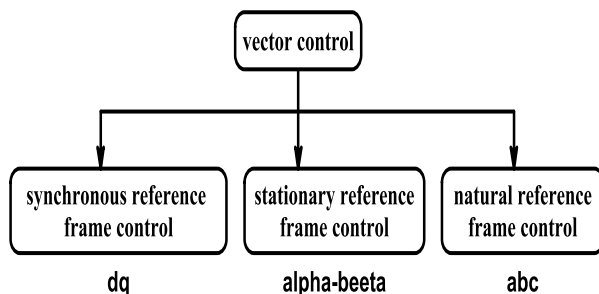 vector control
synchronous reference
frame control
stationary reference
frame control
natural reference
frame control
dq
alpha-beeta
abc